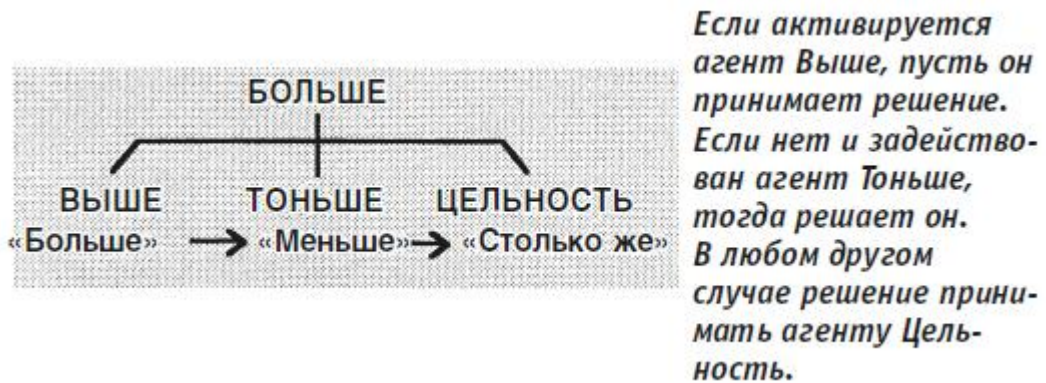 БОЛЬШЕ
ВЫШЕ ТОНЬШЕ ЦЕЛЬНОСТЬ
«Больше» «Меньше» «Столько же»
Если активируется
агент Выше, пусть он
принимает решение.
Если нет и задейство-
ван агент Тоньше,
тогда решает он.
В любом другом
случае решение прини-
мать агенту Цель-
ность.